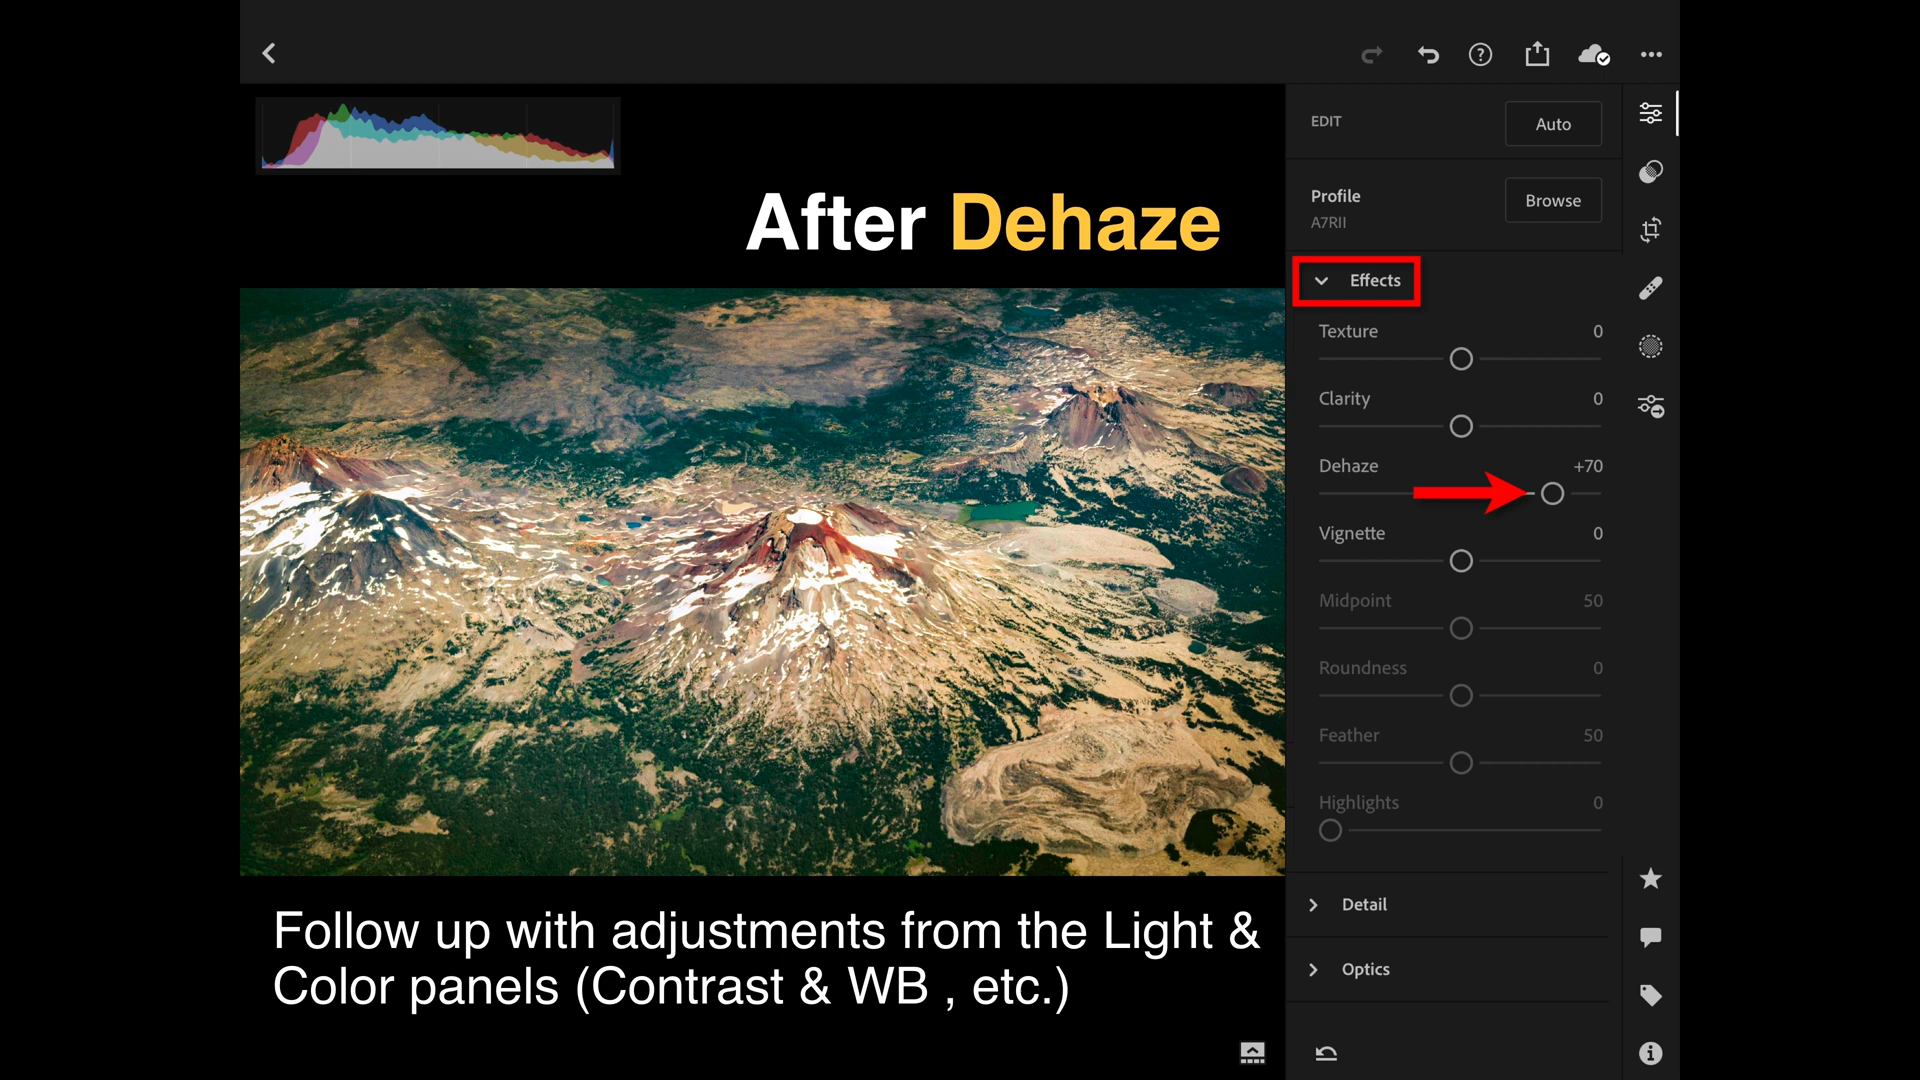 After Dehaze
EDIT
Auto
Profile
A7RII
Browse
Effects
Texture 0
Clarity 0
Dehaze +70
Vignette 0
Midpoint 50
Roundness 0
Feather 50
Highlights 0
Detail
Optics
Follow up with adjustments from the Light &
Color panels (Contrast & WB , etc.)